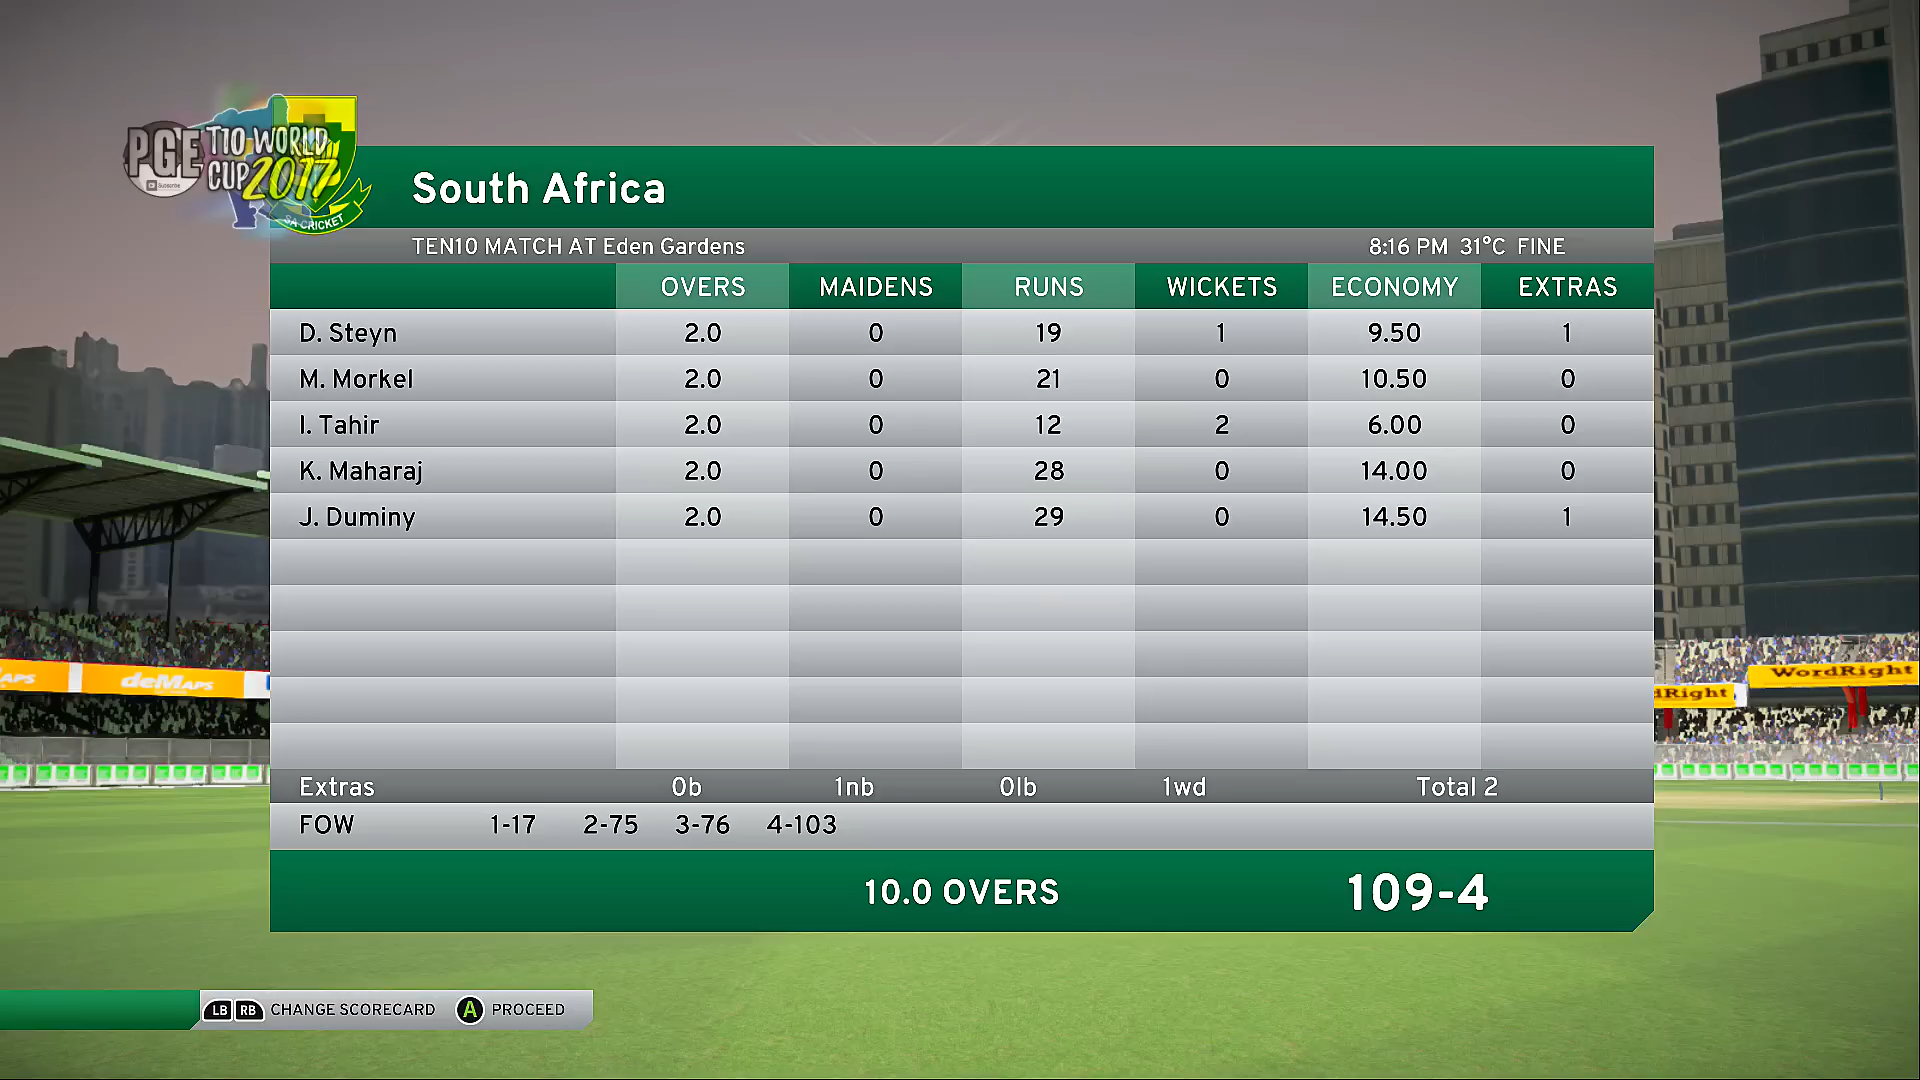 PGE T10 WORLD
CUP 2017
Subscribe
SA CRICKET
South Africa
TEN10 MATCH AT Eden Gardens 8:16 PM 31°C FINE
OVERS MAIDENS RUNS WICKETS ECONOMY EXTRAS
D. Steyn 2.0 0 19 1 9.50 1
M. Morkel 2.0 0 21 0 10.50 0
I. Tahir 2.0 0 12 2 6.00 0
K. Maharaj 2.0 0 28 0 14.00 0
J. Duminy 2.0 0 29 0 14.50 1
Extras 0b 1nb 0lb 1wd Total 2
FOW 1-17 2-75 3-76 4-103
10.0 OVERS 109-4
deMAPS
WordRight
LB RB CHANGE SCORECARD A PROCEED